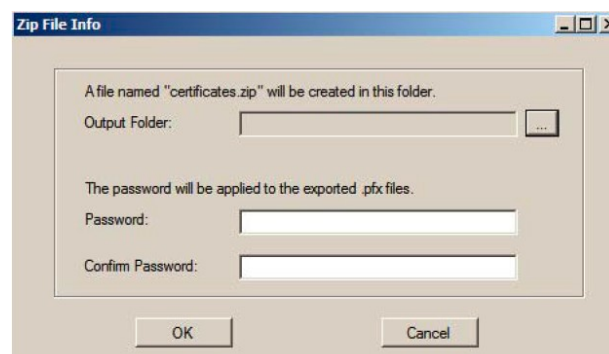 Zip File Info
A file named "certificates.zip" will be created in this folder.
Output Folder:
...
The password will be applied to the exported .pfx files.
Password:
Confirm Password:
OK
Cancel